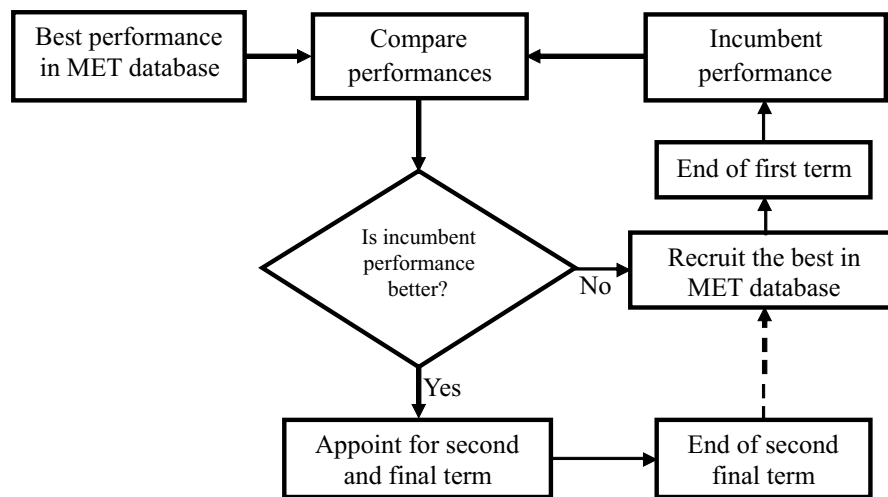 Best performance
in MET database
Compare
performances
Incumbent
performance
End of first term
Is incumbent
performance
better?
No
Recruit the best in
MET database
Yes
Appoint for second
and final term
End of second
final term